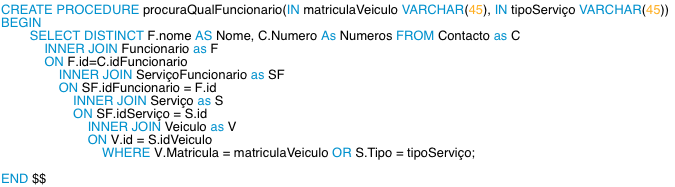 CREATE PROCEDURE procuraQualFuncionario(IN matriculaVeiculo VARCHAR(45), IN tipoServiço VARCHAR(45))
BEGIN
SELECT DISTINCT F.nome AS Nome, C.Numero As Numeros FROM Contacto as C
INNER JOIN Funcionario as F
ON F.id=C.idFuncionario
INNER JOIN ServiçoFuncionario as SF
ON SF.idFuncionario = F.id
INNER JOIN Serviço as S
ON SF.idServiço = S.id
INNER JOIN Veiculo as V
ON V.id = S.idVeiculo
WHERE V.Matricula = matriculaVeiculo OR S.Tipo = tipoServiço;
END $$